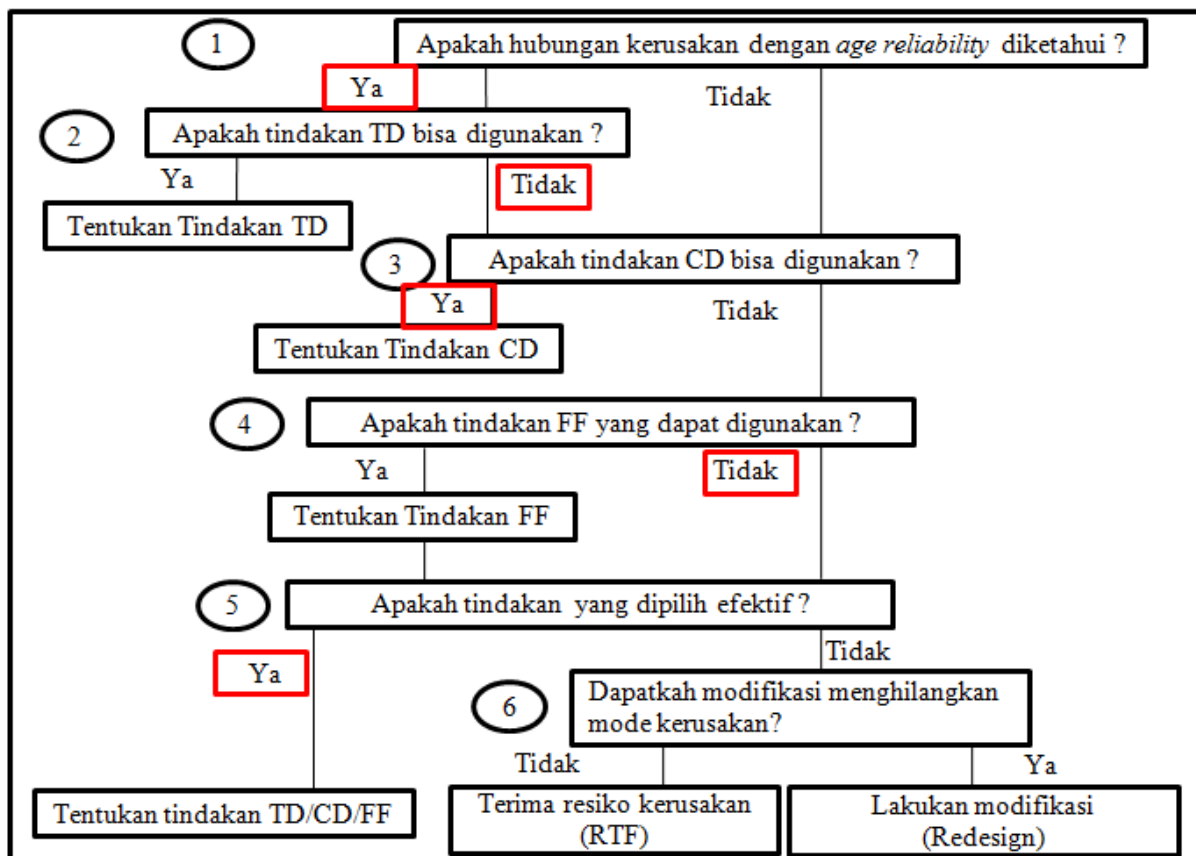 1
Apakah hubungan kerusakan dengan age reliability diketahui ?
Ya
Tidak
2
Apakah tindakan TD bisa digunakan ?
Ya
Tidak
Tentukan Tindakan TD
3
Apakah tindakan CD bisa digunakan ?
Ya
Tidak
Tentukan Tindakan CD
4
Apakah tindakan FF yang dapat digunakan ?
Ya
Tidak
Tentukan Tindakan FF
5
Apakah tindakan yang dipilih efektif ?
Ya
Tidak
6
Dapatkah modifikasi menghilangkan
mode kerusakan?
Tidak
Ya
Tentukan tindakan TD/CD/FF
Terima resiko kerusakan
(RTF)
Lakukan modifikasi
(Redesign)